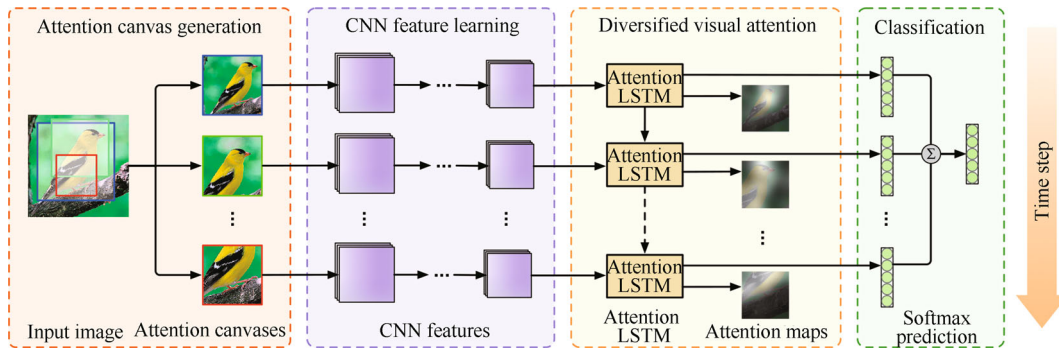 Attention canvas generation
CNN feature learning
Diversified visual attention
Classification
Attention
LSTM
Attention
LSTM
Attention
LSTM
Σ
Time step
Input image
Attention canvases
CNN features
Attention
LSTM
Attention maps
Softmax
prediction